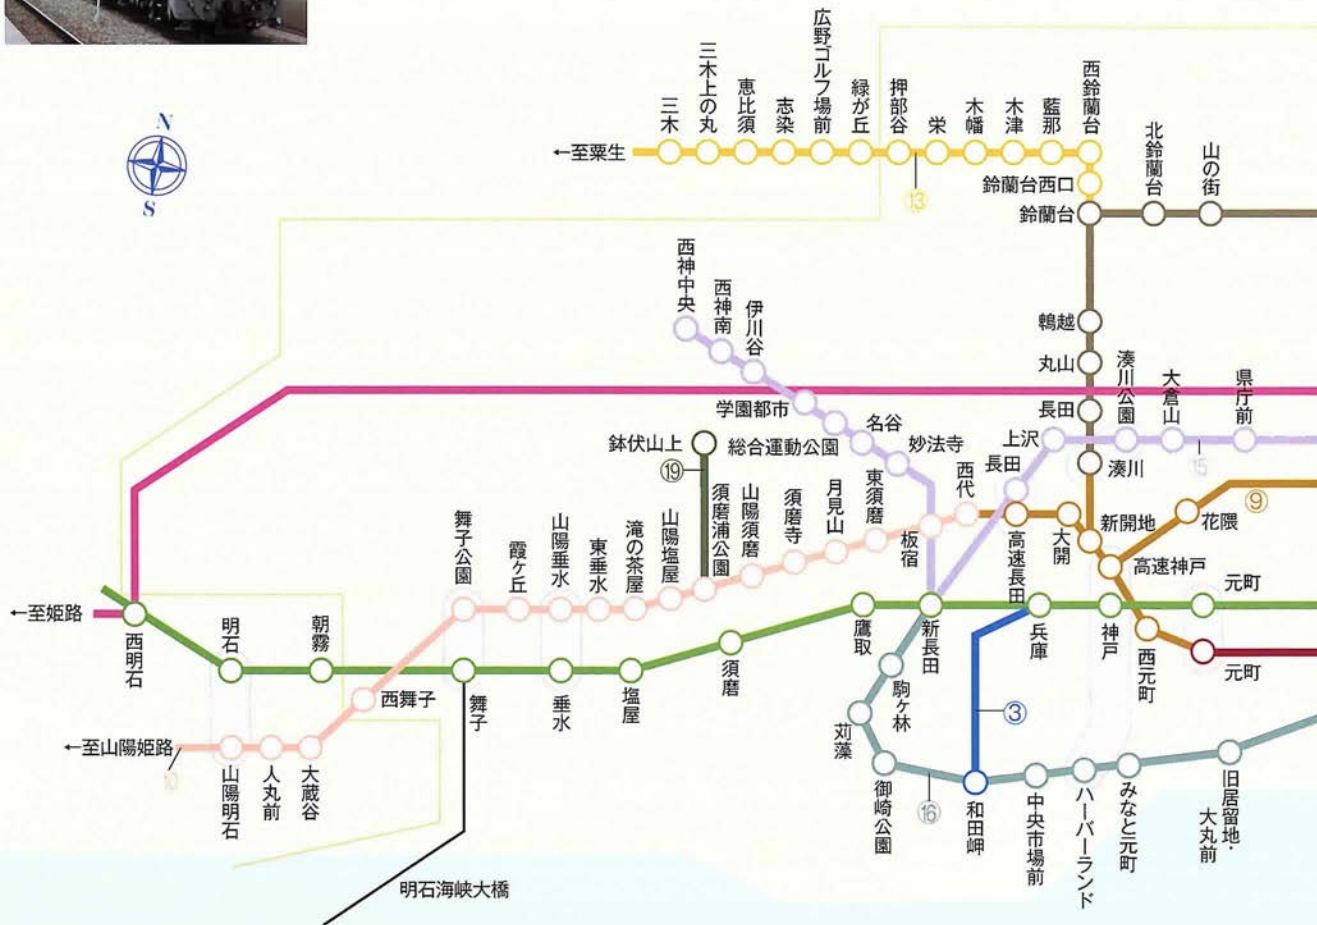 N
S
←至粟生
三木
三木上の丸
恵比須
志染
広野ゴルフ場前
緑が丘
押部谷
栄
木幡
木津
藍那
西鈴蘭台
⑬
鈴蘭台西口
鈴蘭台
北鈴蘭台
山の街
鵯越
丸山
長田
湊川
新開地
西神中央
西神南
伊川谷
学園都市
総合運動公園
名谷
妙法寺
板宿
新長田
長田
上沢
湊川公園
大倉山
県庁前
15
鉢伏山上
⑲
須磨浦公園
←至山陽姫路
10
山陽明石
人丸前
大蔵谷
西舞子
舞子公園
霞ヶ丘
山陽垂水
東垂水
滝の茶屋
山陽塩屋
山陽須磨
須磨寺
月見山
東須磨
西代
高速長田
大開
高速神戸
花隈
⑨
西元町
元町
←至姫路
西明石
明石
朝霧
舞子
垂水
塩屋
須磨
鷹取
兵庫
神戸
元町
③
和田岬
駒ヶ林
苅藻
御崎公園
⑯
中央市場前
ハーバーランド
みなと元町
旧居留地・
大丸前
明石海峡大橋